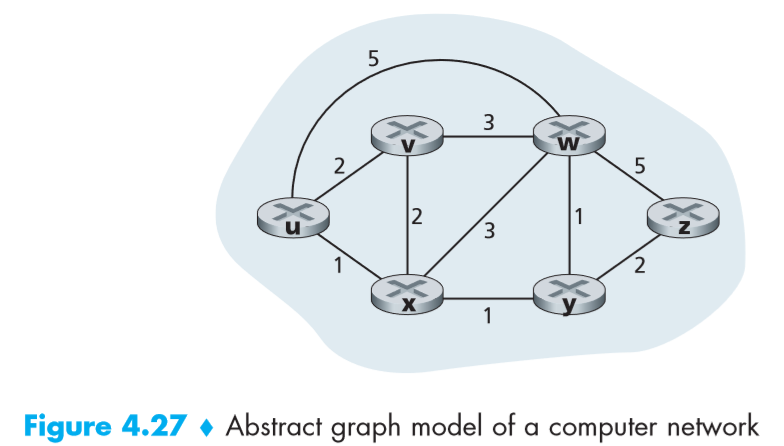 5
v
3
w
2
5
u
2
3
1
z
1
2
x
1
y
Figure 4.27 ♦ Abstract graph model of a computer network